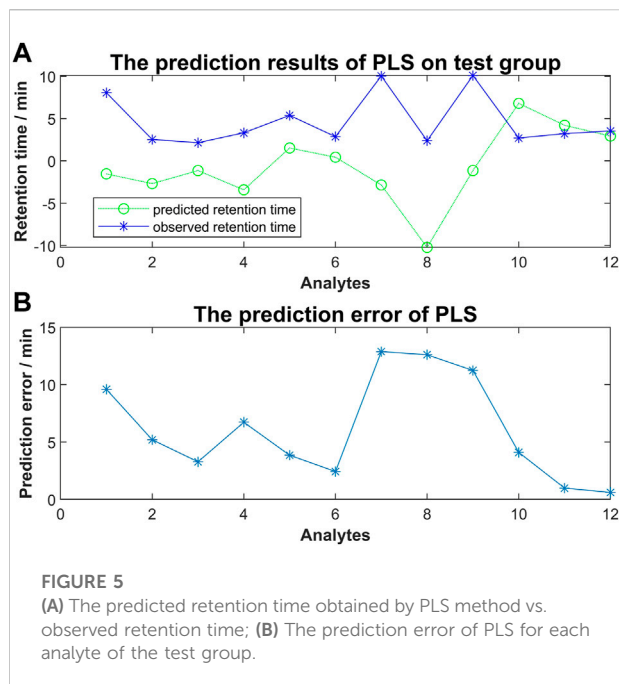 A
The prediction results of PLS on test group
Retention time / min
10
5
0
-5
-10
predicted retention time
observed retention time
0 2 4 6 8 10 12
Analytes
B
The prediction error of PLS
Prediction error / min
15
10
5
0
0 2 4 6 8 10 12
Analytes
FIGURE 5
(A) The predicted retention time obtained by PLS method vs.
observed retention time; (B) The prediction error of PLS for each
analyte of the test group.